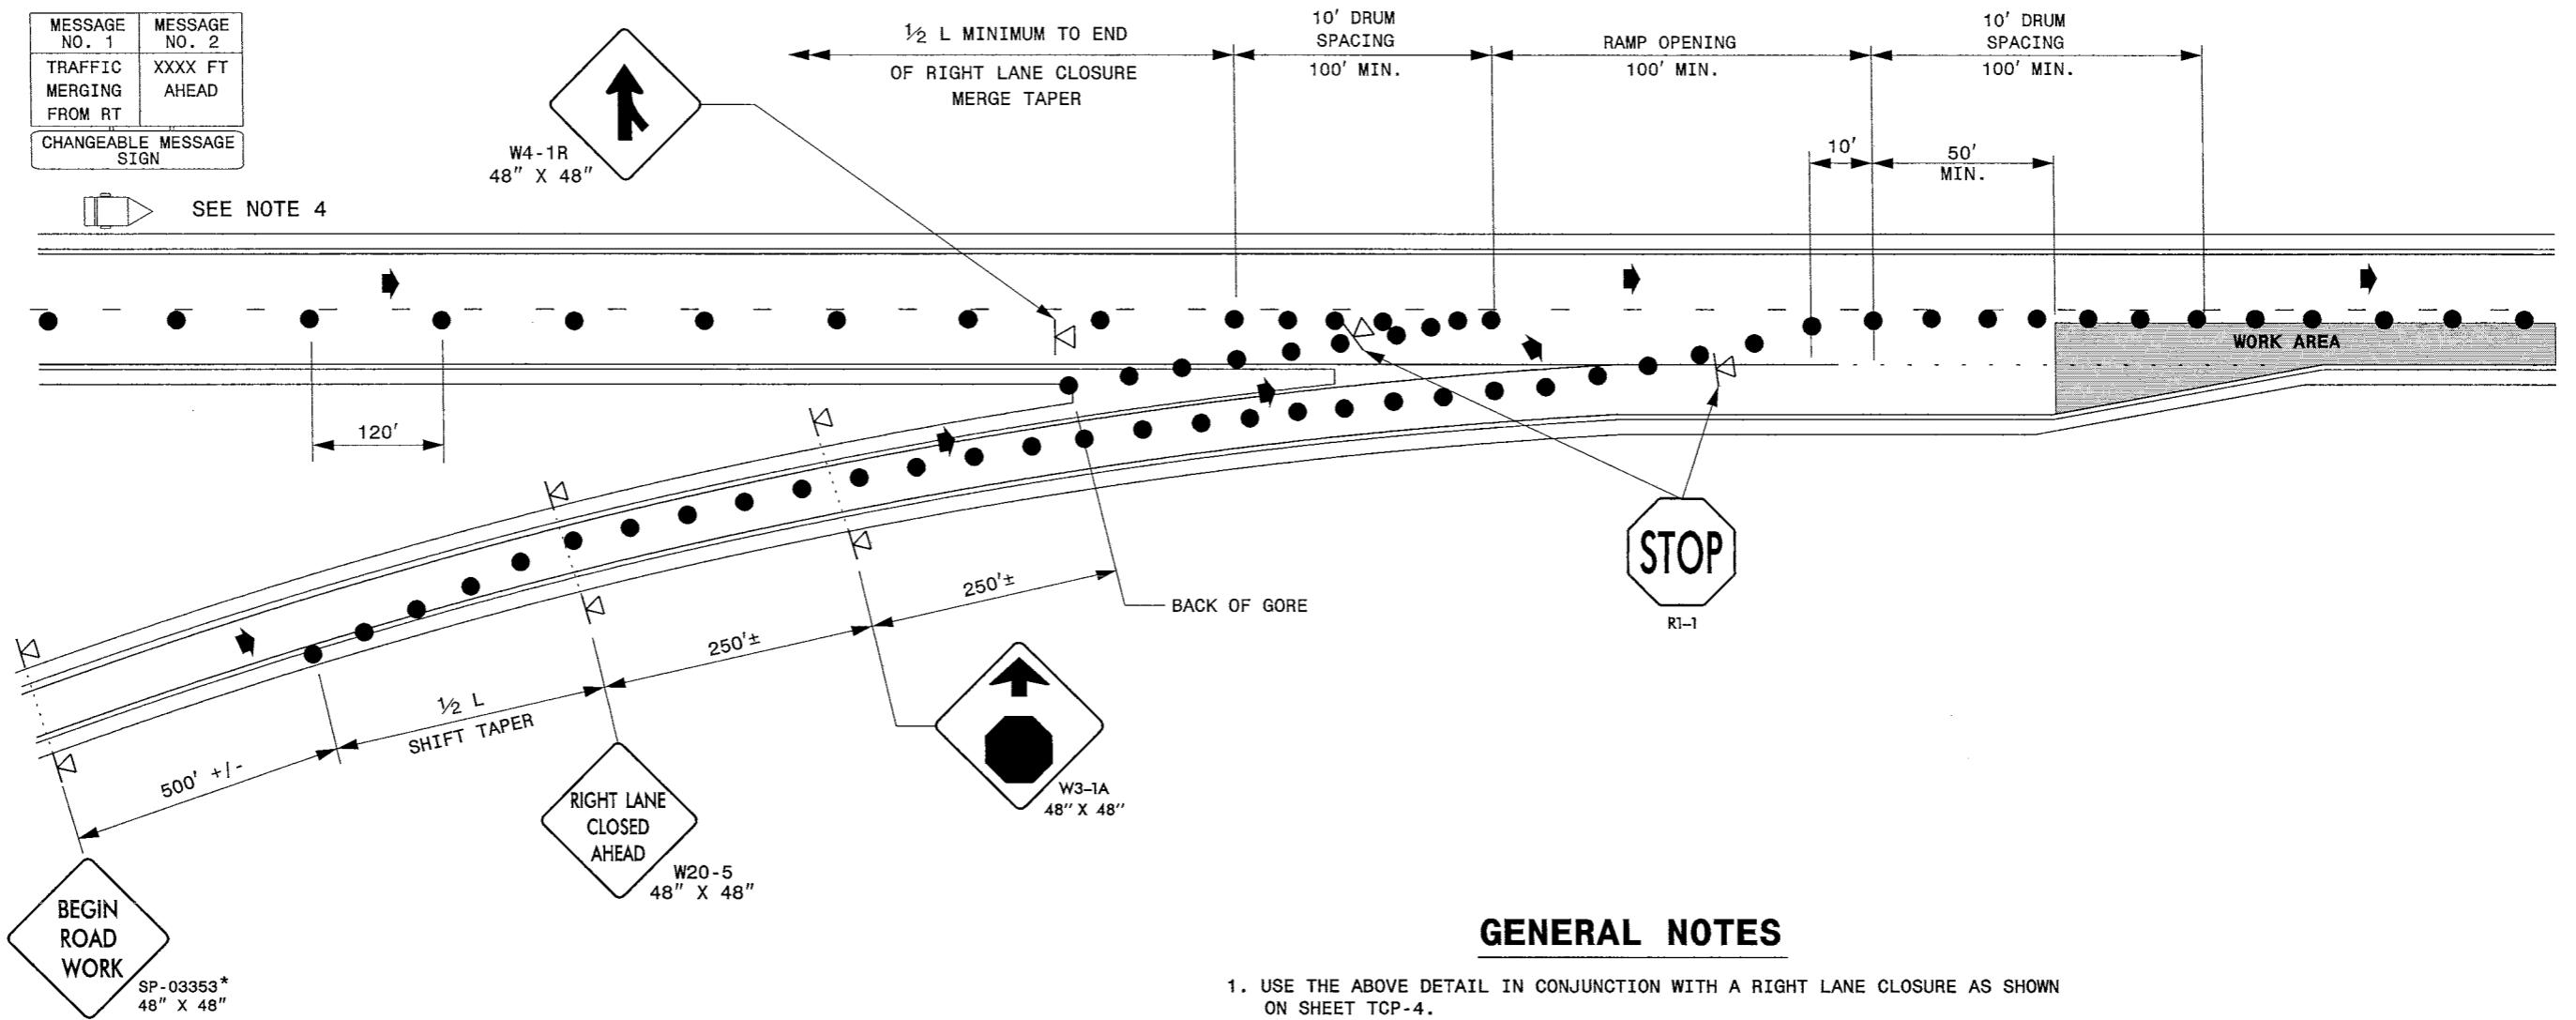 MESSAGE NO. 1
MESSAGE NO. 2
TRAFFIC MERGING FROM RT
XXXX FT AHEAD
CHANGEABLE MESSAGE
SIGN
SEE NOTE 4
W4-1R
48" X 48"
½ L MINIMUM TO END
OF RIGHT LANE CLOSURE
MERGE TAPER
10' DRUM
SPACING
100' MIN.
RAMP OPENING
100' MIN.
10' DRUM
SPACING
100' MIN.
10'
50'
MIN.
WORK AREA
120'
250'±
BACK OF GORE
STOP
R1-1
250'±
½ L
SHIFT TAPER
500' +/-
W3-1A
48" X 48"
RIGHT LANE
CLOSED
AHEAD
W20-5
48" X 48"
BEGIN
ROAD
WORK
SP-03353*
48" X 48"
GENERAL NOTES
1. USE THE ABOVE DETAIL IN CONJUNCTION WITH A RIGHT LANE CLOSURE AS SHOWN
ON SHEET TCP-4.